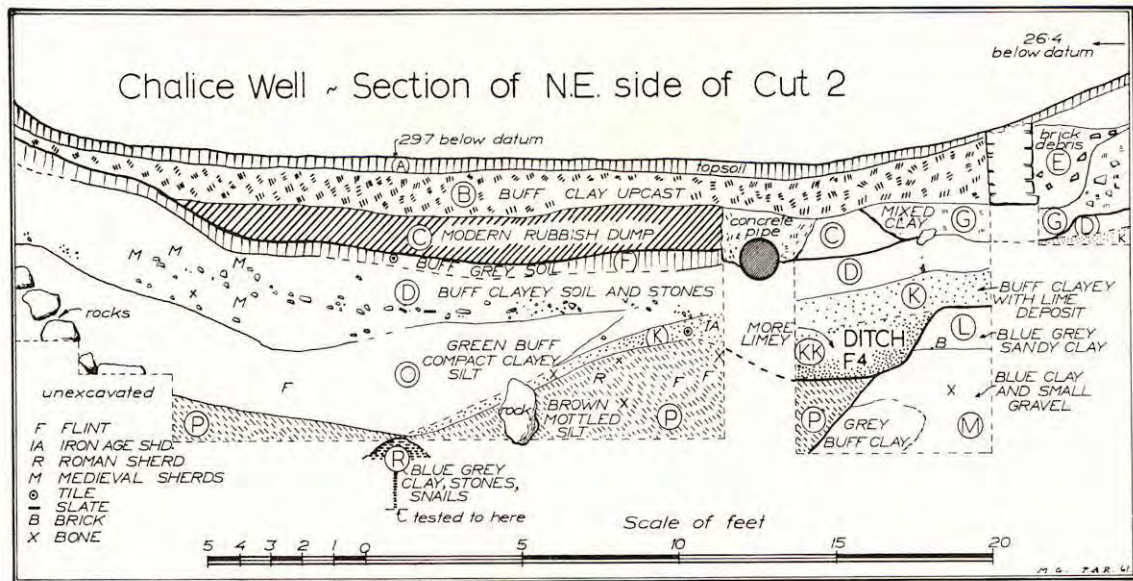 26·4
below datum
Chalice Well ~ Section of N.E. side of Cut 2
297 below datum
A
topsoil
brick
debris
E
B BUFF CLAY UPCAST
concrete
pipe
MIXED
CLAY
G
G
D
K
C MODERN RUBBISH DUMP
C
BUFF GREY SOIL F
D BUFF CLAYEY SOIL AND STONES
D
M
M
M
M
rocks
K
BUFF CLAYEY
WITH LIME
DEPOSIT
GREEN BUFF
COMPACT CLAYEY
SILT
O
K
IA
MORE
LIMEY
KK
DITCH
F4
L
B
BLUE GREY
SANDY CLAY
F
R
F
F
unexcavated
P
rock
BROWN
MOTTLED
SILT
P
P
GREY
BUFF CLAY
BLUE CLAY
AND SMALL
GRAVEL
X
M
F FLINT
IA IRON AGE SHD.
R ROMAN SHERD
M MEDIEVAL SHERDS
TILE
SLATE
B BRICK
X BONE
R BLUE GREY
CLAY, STONES,
SNAILS
tested to here
Scale of feet
5 4 3 2 1 0 5 10 15 20